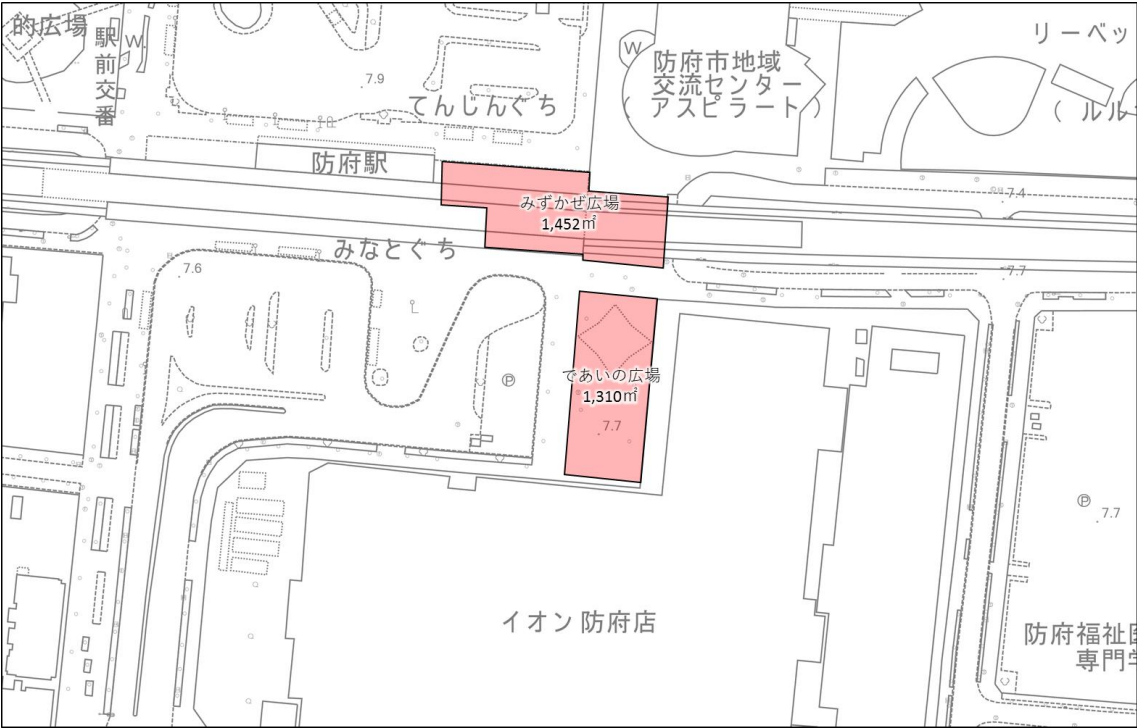 的広場
駅前交番
W
7.9
てんじんぐち
W
防府市地域
交流センター
( アスピラート )
リーベッ
( ルル
防府駅
みずかぜ広場
1,452㎡
7.4
みなとぐち
7.6
7.7
であいの広場
1,310㎡
7.7
P
P
7.7
イオン 防府店
防府福祉医
専門学